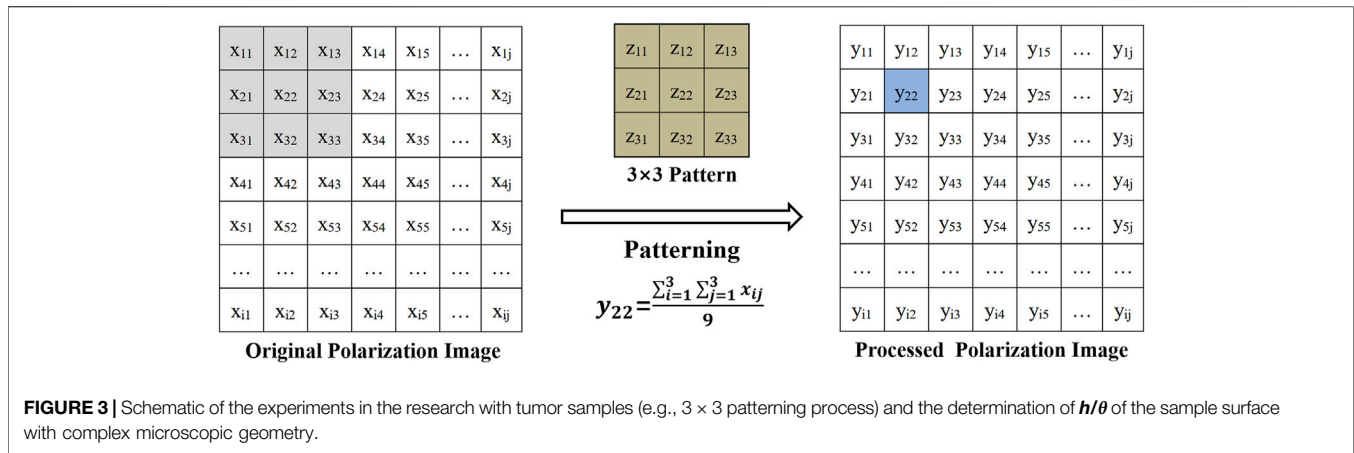 x11 x12 x13 x14 x15 … x1j
x21 x22 x23 x24 x25 … x2j
x31 x32 x33 x34 x35 … x3j
x41 x42 x43 x44 x45 … x4j
x51 x52 x53 x54 x55 … x5j
… … … … … … …
xi1 xi2 xi3 xi4 xi5 … xij
Original Polarization Image
z11 z12 z13
z21 z22 z23
z31 z32 z33
3×3 Pattern
Patterning
y22=∑3i=1 ∑3j=1 xij
9
y11 y12 y13 y14 y15 … y1j
y21 y22 y23 y24 y25 … y2j
y31 y32 y33 y34 y35 … y3j
y41 y42 y43 y44 y45 … y4j
y51 y52 y53 y54 y55 … y5j
… … … … … … …
yi1 yi2 yi3 yi4 yi5 … yij
Processed Polarization Image
FIGURE 3 | Schematic of the experiments in the research with tumor samples (e.g., 3 × 3 patterning process) and the determination of h/θ of the sample surface
with complex microscopic geometry.